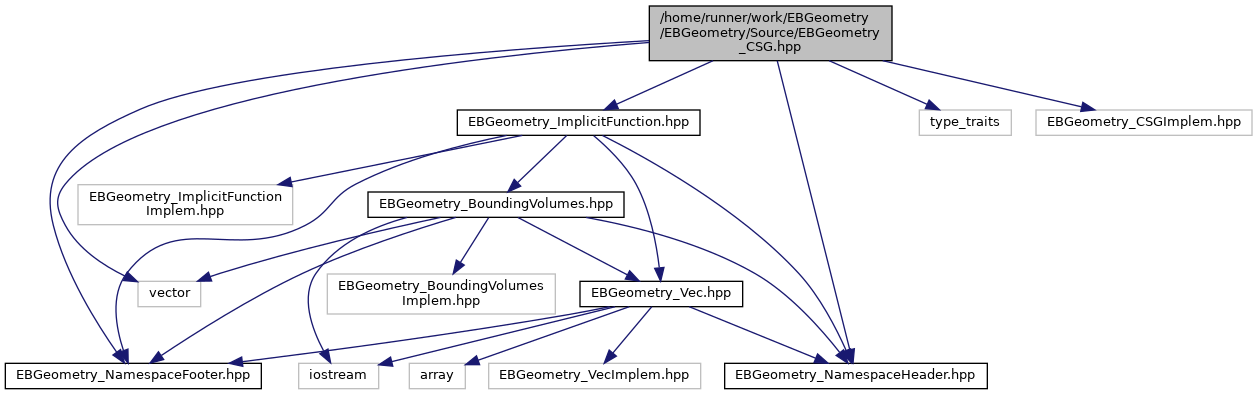 /home/runner/work/EBGeometry
/EBGeometry/Source/EBGeometry
_CSG.hpp
EBGeometry_ImplicitFunction.hpp
type_traits
EBGeometry_CSGImplem.hpp
EBGeometry_ImplicitFunction
Implem.hpp
EBGeometry_BoundingVolumes.hpp
vector
EBGeometry_BoundingVolumes
Implem.hpp
EBGeometry_Vec.hpp
EBGeometry_NamespaceFooter.hpp
iostream
array
EBGeometry_VecImplem.hpp
EBGeometry_NamespaceHeader.hpp